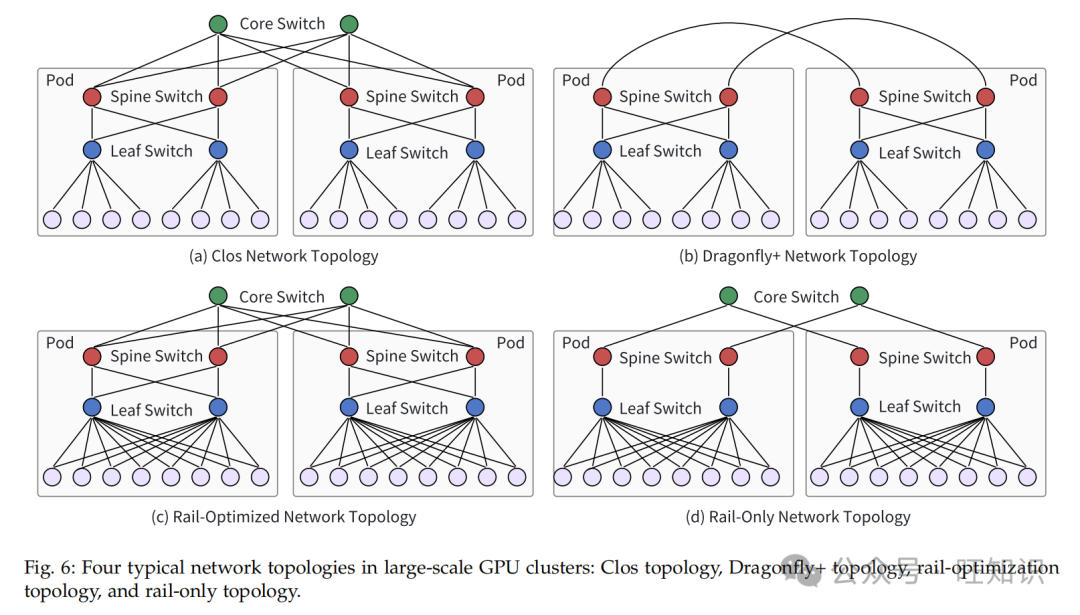 Core Switch
Pod
Pod
Spine Switch
Spine Switch
Leaf Switch
Leaf Switch
(a) Clos Network Topology
Pod
Pod
Spine Switch
Spine Switch
Leaf Switch
Leaf Switch
(b) Dragonfly+ Network Topology
Core Switch
Pod
Pod
Spine Switch
Spine Switch
Leaf Switch
Leaf Switch
(c) Rail-Optimized Network Topology
Core Switch
Pod
Pod
Spine Switch
Spine Switch
Leaf Switch
Leaf Switch
(d) Rail-Only Network Topology
Fig. 6: Four typical network topologies in large-scale GPU clusters: Clos topology, Dragonfly+ topology, rail-optimization
topology, and rail-only topology.
公众号 旺知识